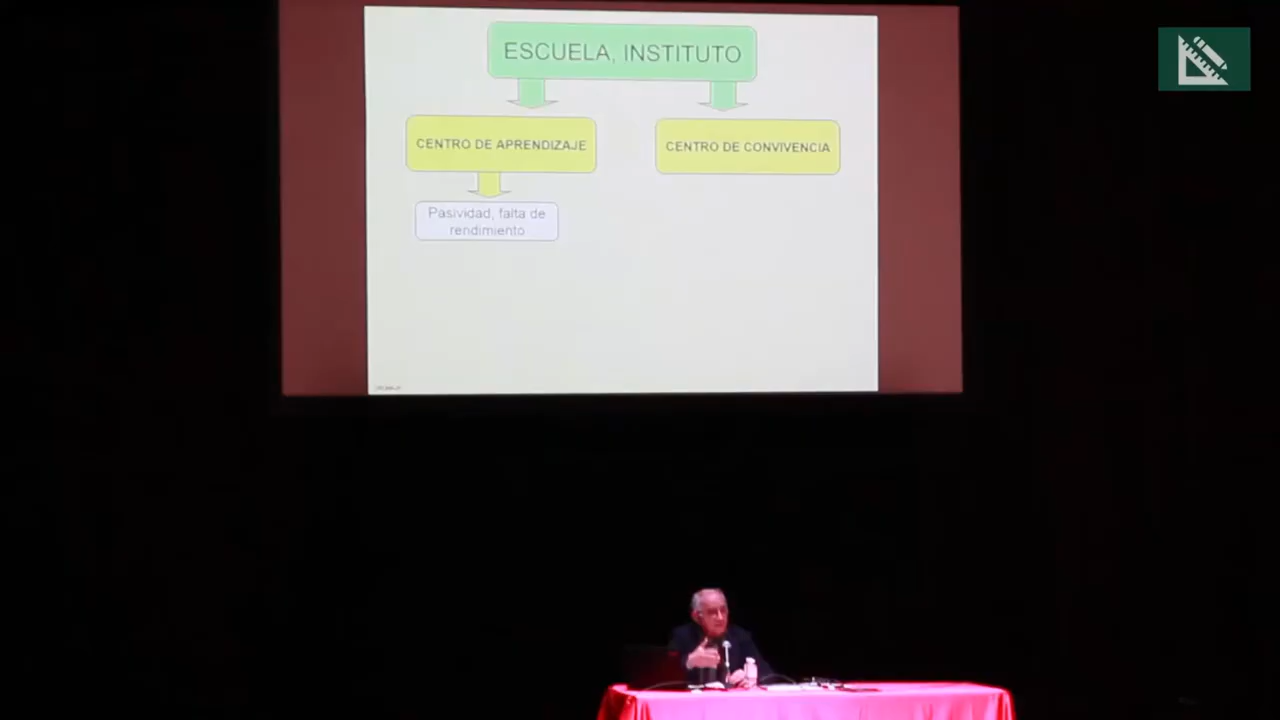 ESCUELA, INSTITUTO
CENTRO DE APRENDIZAJE
CENTRO DE CONVIVENCIA
Pasividad, falta de
rendimiento